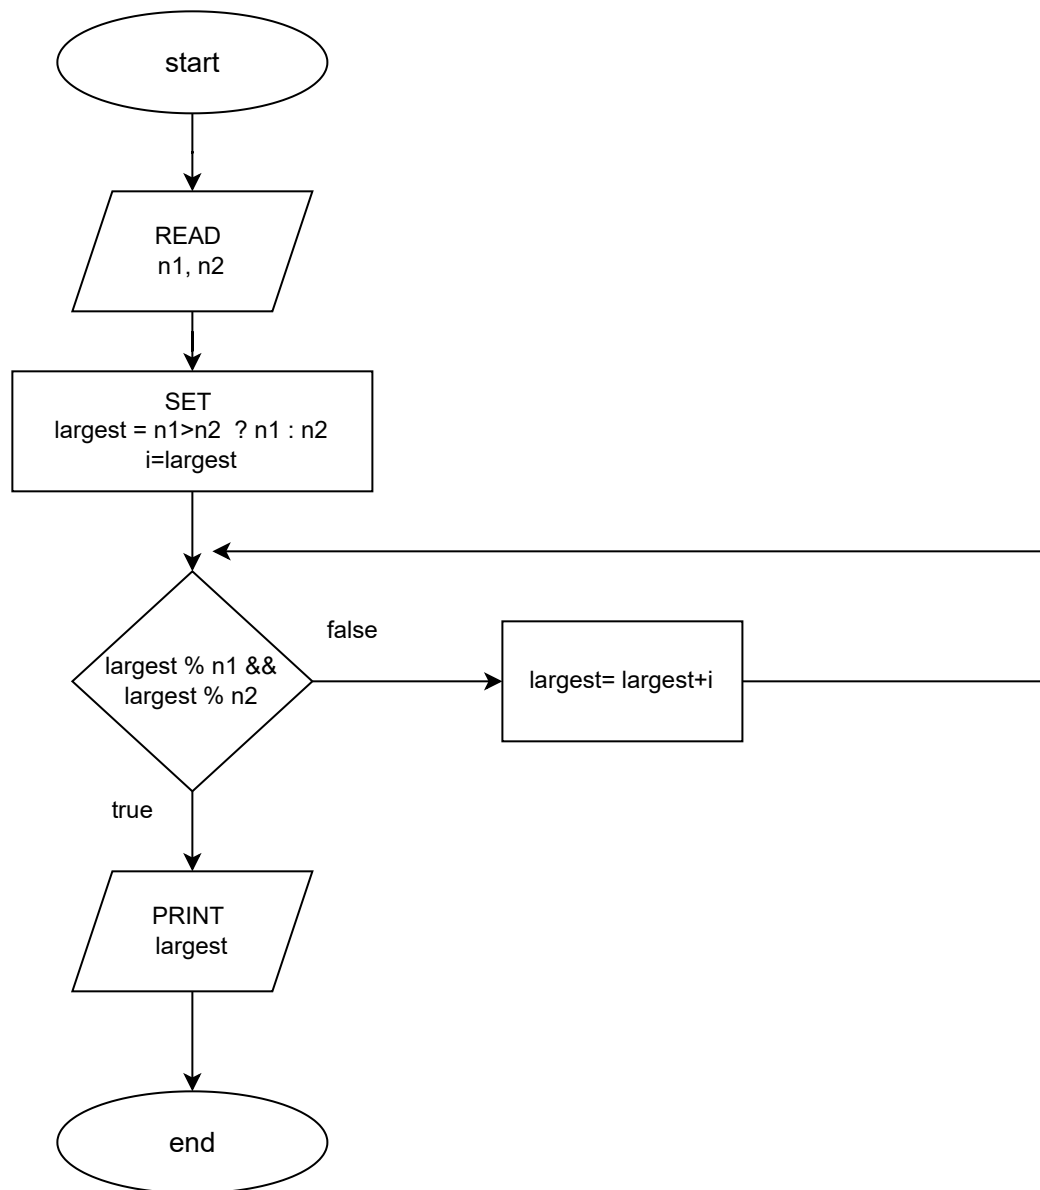 start
READ
n1, n2
SET
largest = n1>n2 ? n1 : n2
i=largest
false
largest % n1 &&
largest % n2
largest= largest+i
true
PRINT
largest
end